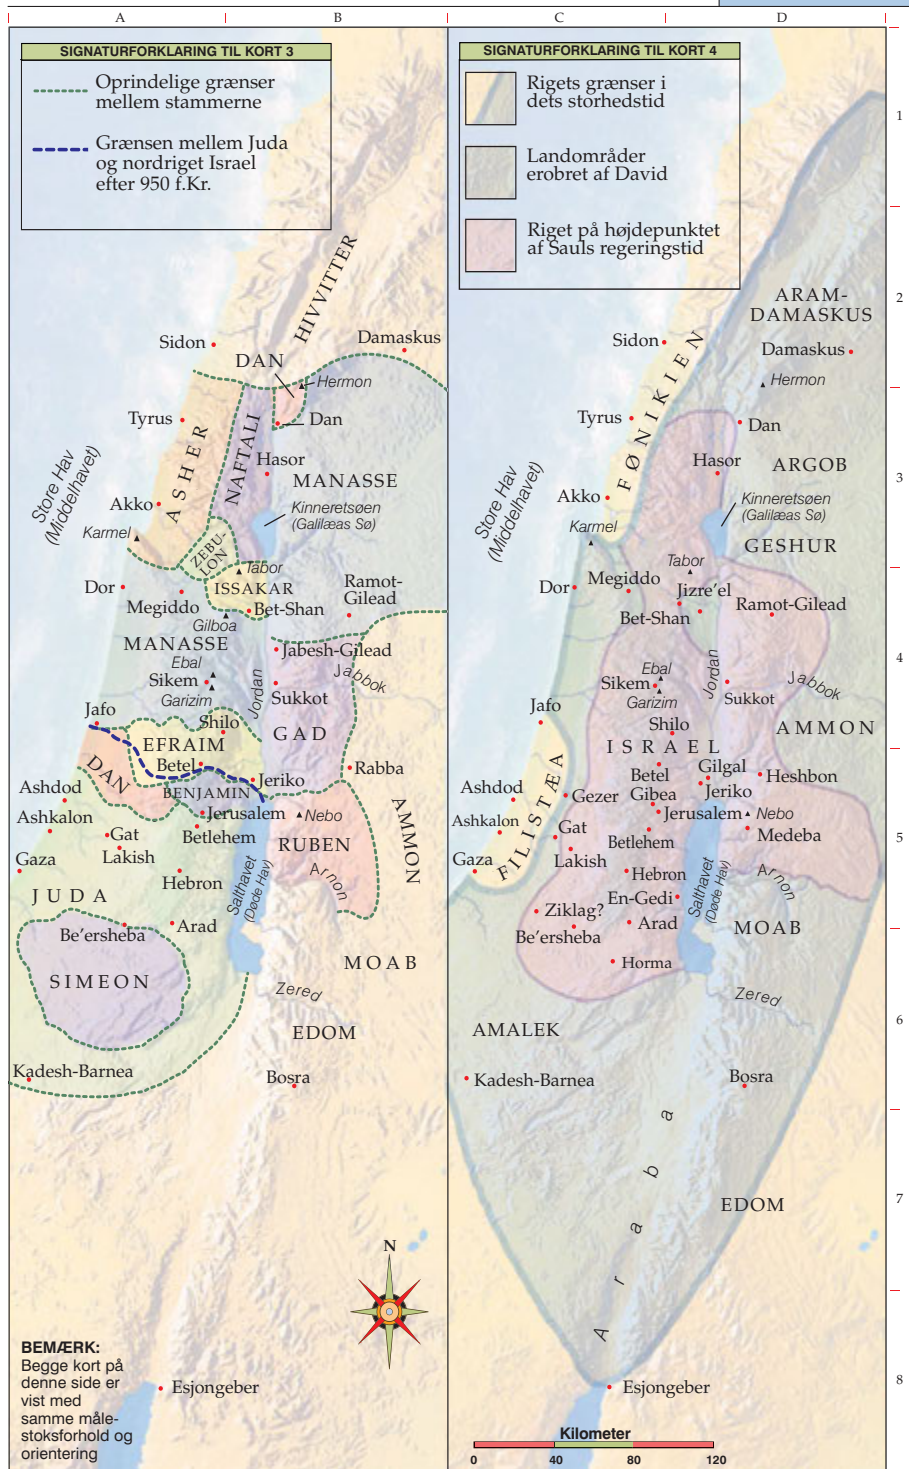 A
B
C
D
SIGNATURFORKLARING TIL KORT 3
Oprindelige grænser
mellem stammerne
Grænsen mellem Juda
og nordriget Israel
efter 950 f.Kr.
HIVVITTER
Sidon
Damaskus
DAN
Hermon
Tyrus
Dan
ASHER
NAFTALI
Hasor
MANASSE
Store Hav
(Middelhavet)
Akko
Kinneretsøen
(Galilæas Sø)
Karmel
ZEBU-
LON
Tabor
ISSAKAR
Dor
Megiddo
Bet-Shan
Ramot-
Gilead
Gilboa
MANASSE
Jabesh-Gilead
Ebal
Sikem
Garizim
Jordan
Jabbok
Sukkot
Jafo
Shilo
GAD
EFRAIM
Betel
Jeriko
Rabba
DAN
BENJAMIN
Ashdod
Jerusalem
Nebo
Ashkalon
Gat
Betlehem
RUBEN
AMMON
Lakish
Gaza
Hebron
Salthavet
(Døde Hav)
Arnon
JUDA
Arad
Be'ersheba
SIMEON
MOAB
Zered
EDOM
Kadesh-Barnea
Bosra
N
BEMÆRK:
Begge kort på
denne side er
vist med
samme måle-
stoksforhold og
orientering
Esjongeber
SIGNATURFORKLARING TIL KORT 4
Rigets grænser i
dets storhedstid
Landområder
erobret af David
Riget på højdepunktet
af Sauls regeringstid
ARAM-
DAMASKUS
Sidon
Damaskus
FØNIKIEN
Hermon
Tyrus
Dan
Hasor
ARGOB
Store Hav
(Middelhavet)
Akko
Kinneretsøen
(Galilæas Sø)
Karmel
GESHUR
Tabor
Dor
Megiddo
Jizre'el
Bet-Shan
Ramot-Gilead
Ebal
Sikem
Garizim
Jordan
Jabbok
Sukkot
Jafo
Shilo
AMMON
ISRAEL
Betel
Gilgal
Heshbon
Ashdod
Gezer
Gibea
Jeriko
FILISTÆA
Jerusalem
Nebo
Ashkalon
Gat
Betlehem
Medeba
Gaza
Lakish
Hebron
Salthavet
(Døde Hav)
Arnon
En-Gedi
Ziklag?
Arad
MOAB
Be'ersheba
Horma
Zered
AMALEK
Kadesh-Barnea
Bosra
Araba
EDOM
Esjongeber
Kilometer
0
40
80
120
1
2
3
4
5
6
7
8